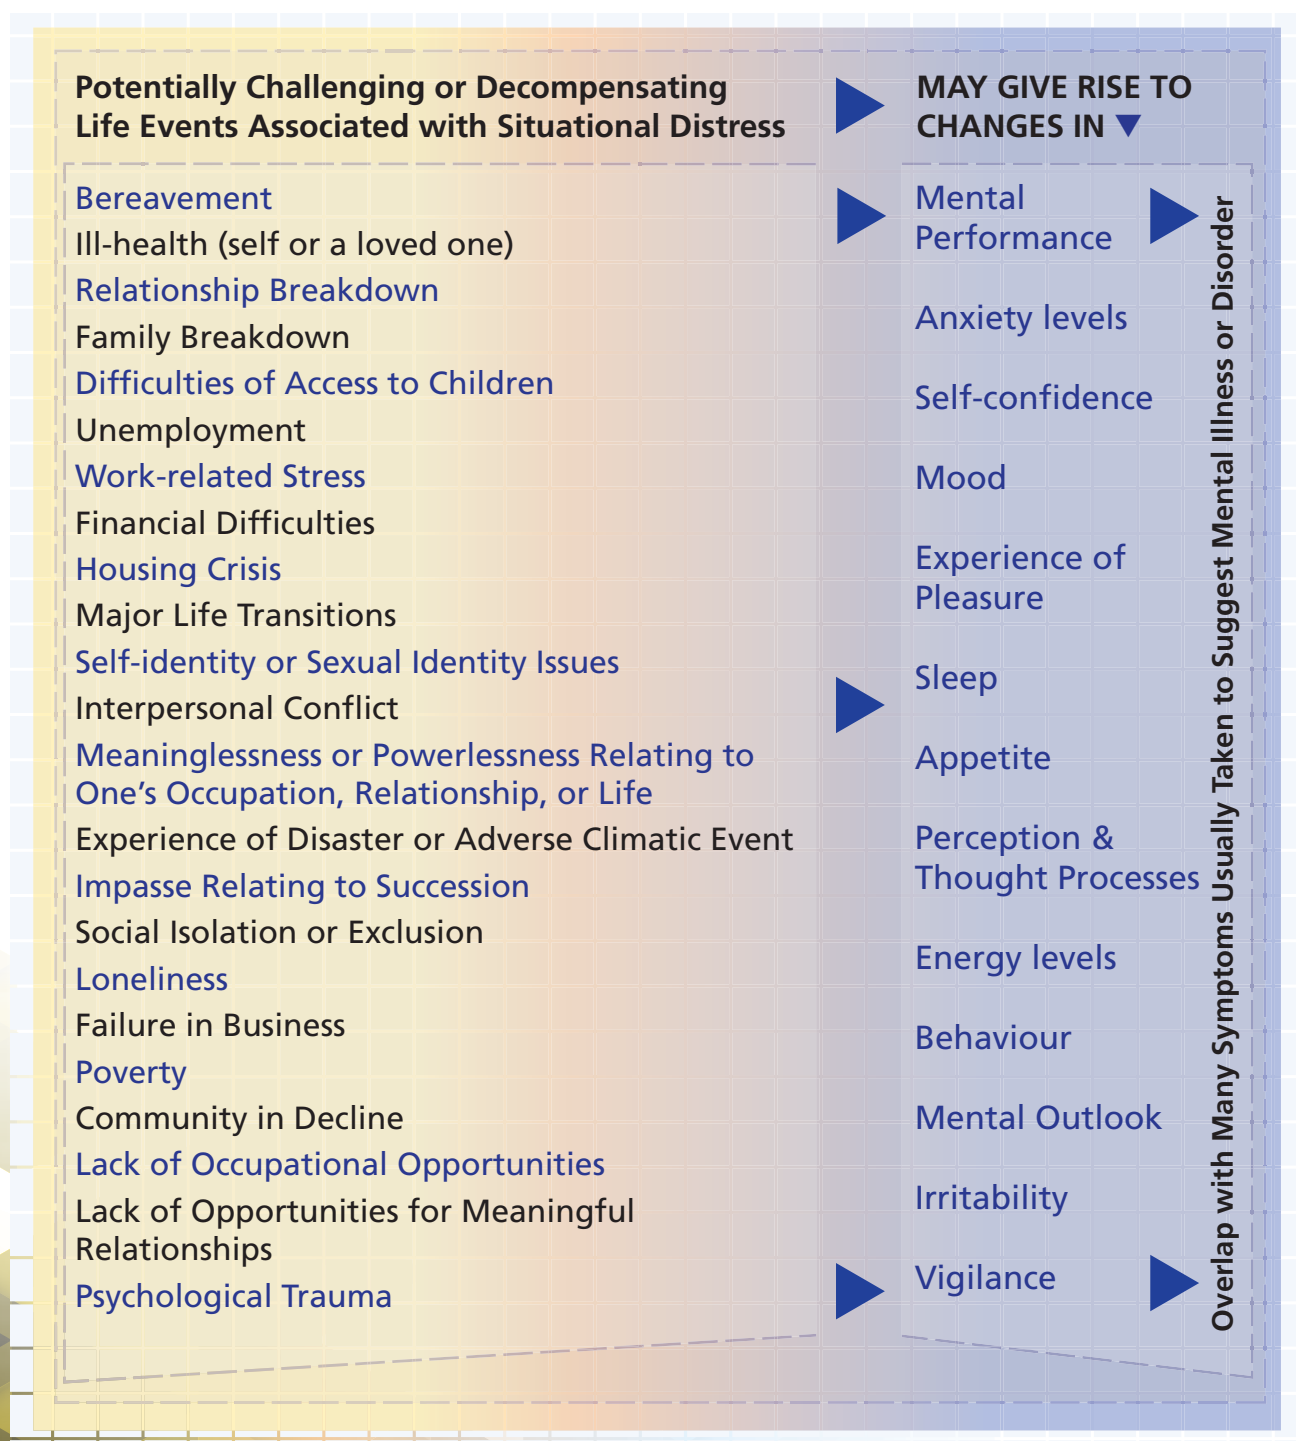 Potentially Challenging or Decompensating
Life Events Associated with Situational Distress
MAY GIVE RISE TO
CHANGES IN
Bereavement
Ill-health (self or a loved one)
Relationship Breakdown
Family Breakdown
Difficulties of Access to Children
Unemployment
Work-related Stress
Financial Difficulties
Housing Crisis
Major Life Transitions
Self-identity or Sexual Identity Issues
Interpersonal Conflict
Meaninglessness or Powerlessness Relating to
One’s Occupation, Relationship, or Life
Experience of Disaster or Adverse Climatic Event
Impasse Relating to Succession
Social Isolation or Exclusion
Loneliness
Failure in Business
Poverty
Community in Decline
Lack of Occupational Opportunities
Lack of Opportunities for Meaningful
Relationships
Psychological Trauma
Mental
Performance
Anxiety levels
Self-confidence
Mood
Experience of
Pleasure
Sleep
Appetite
Perception &
Thought Processes
Energy levels
Behaviour
Mental Outlook
Irritability
Vigilance
Overlap with Many Symptoms Usually Taken to Suggest Mental Illness or Disorder